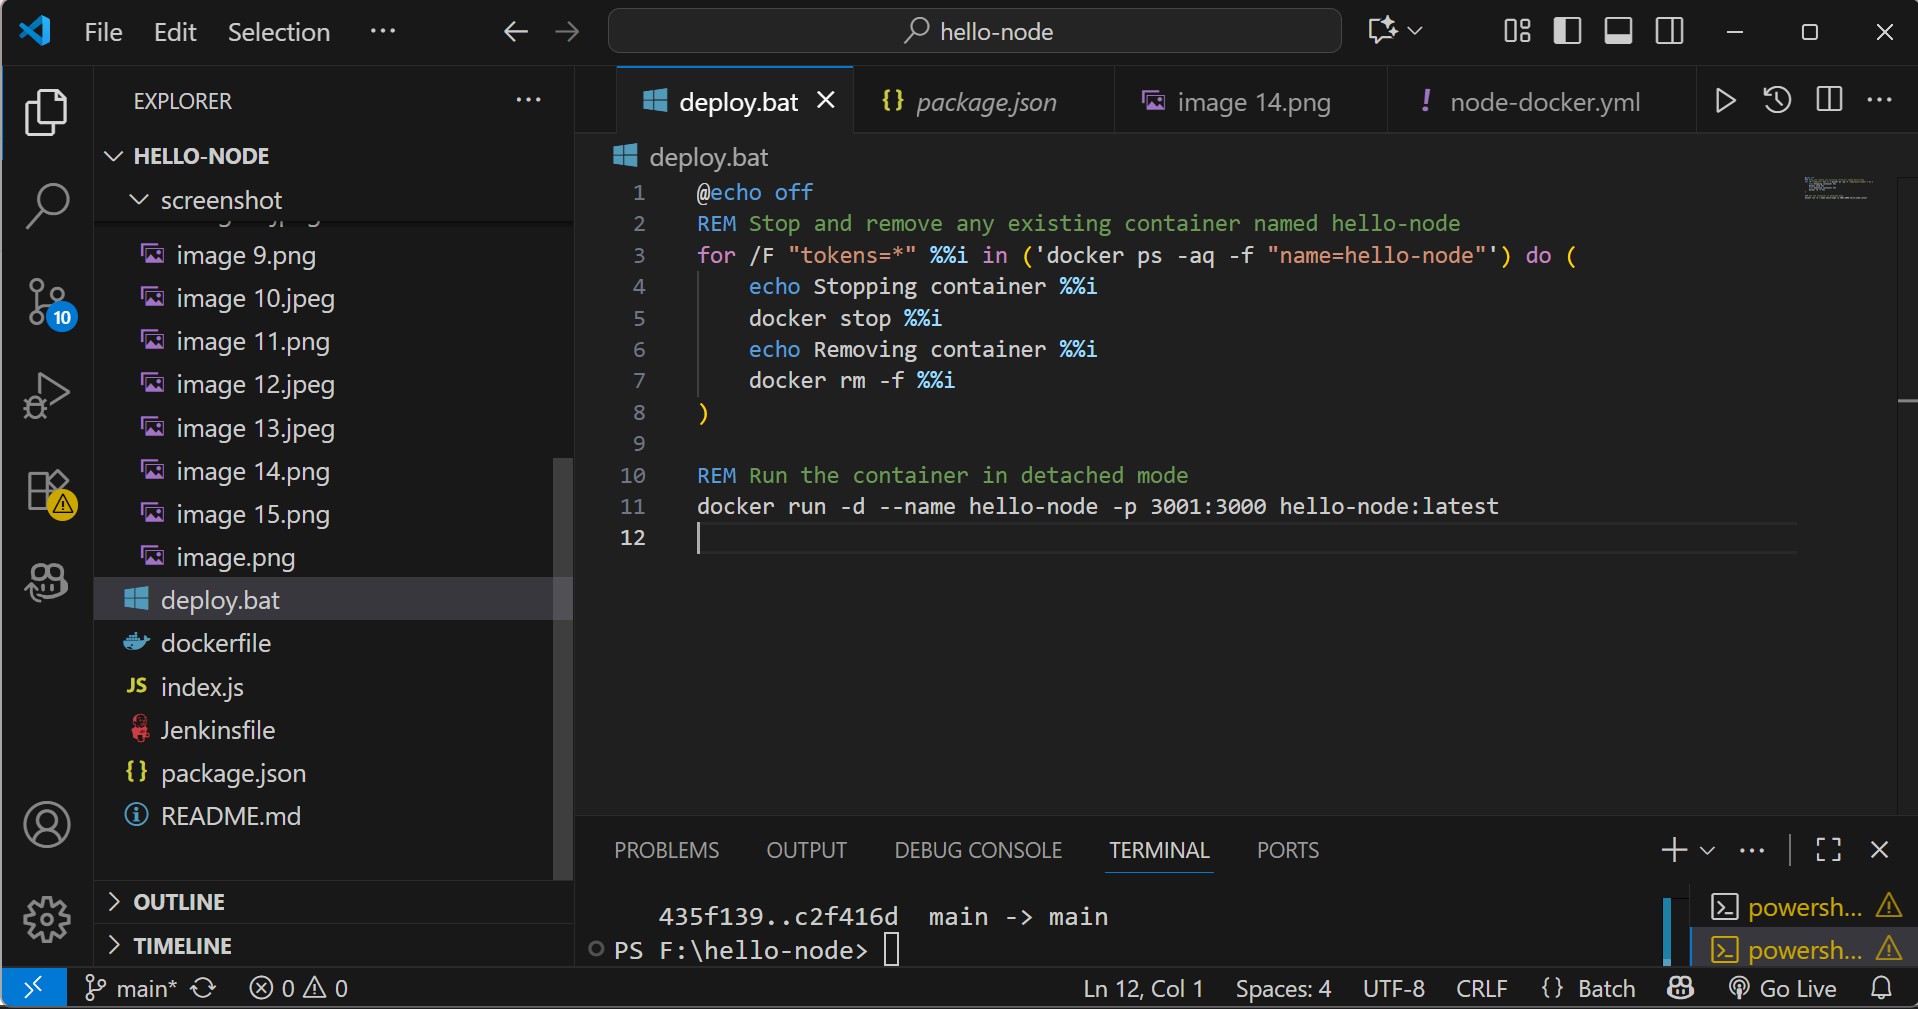 File Edit Selection ··· hello-node
EXPLORER ···
HELLO-NODE
screenshot
image 9.png
image 10.jpeg
image 11.png
image 12.jpeg
image 13.jpeg
image 14.png
image 15.png
image.png
deploy.bat
dockerfile
JS index.js
Jenkinsfile
{} package.json
README.md
OUTLINE
TIMELINE
10
deploy.bat {} package.json image 14.png ! node-docker.yml ···
deploy.bat
1 @echo off
2 REM Stop and remove any existing container named hello-node
3 for /F "tokens=*" %%i in ('docker ps -aq -f "name=hello-node"') do (
4 echo Stopping container %%i
5 docker stop %%i
6 echo Removing container %%i
7 docker rm -f %%i
8 )
9
10 REM Run the container in detached mode
11 docker run -d --name hello-node -p 3001:3000 hello-node:latest
12
PROBLEMS OUTPUT DEBUG CONSOLE TERMINAL PORTS ···
435f139..c2f416d main -> main
PS F:\hello-node>
powersh...
powersh...
main* 0 0 Ln 12, Col 1 Spaces: 4 UTF-8 CRLF {} Batch Go Live